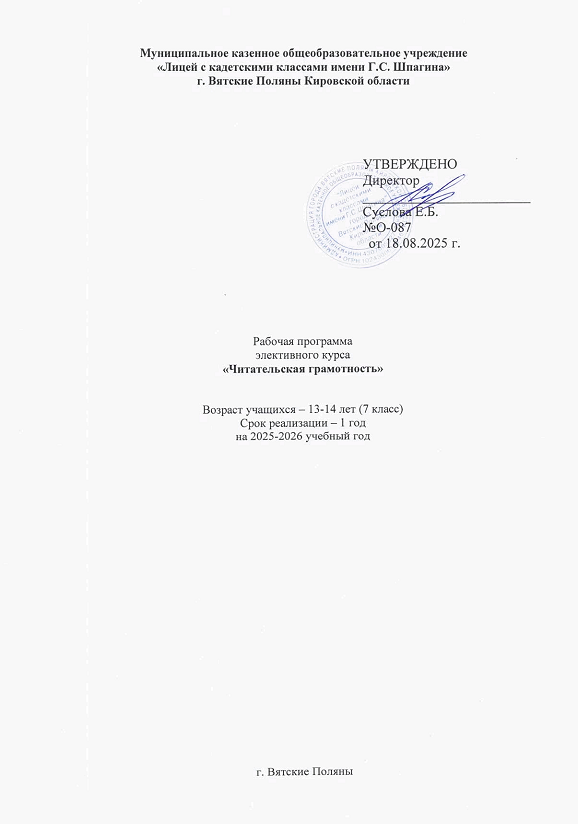 Муниципальное казенное общеобразовательное учреждение
«Лицей с кадетскими классами имени Г.С. Шпагина»
г. Вятские Поляны Кировской области
УТВЕРЖДЕНО
Директор
Суслова Е.Б.
№О-087
от 18.08.2025 г.
Рабочая программа
элективного курса
«Читательская грамотность»
Возраст учащихся – 13-14 лет (7 класс)
Срок реализации – 1 год
на 2025-2026 учебный год
г. Вятские Поляны